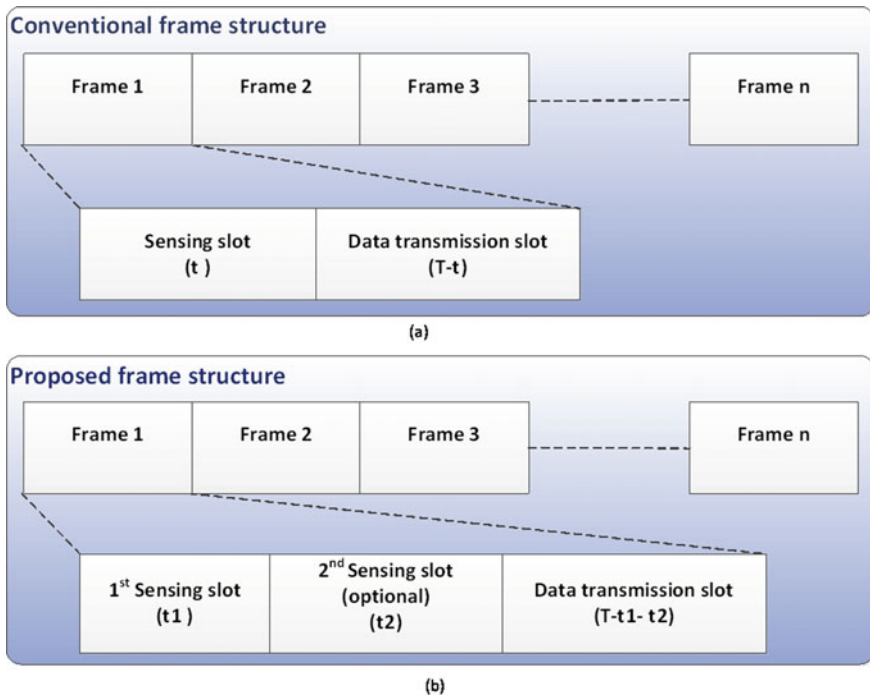 Conventional frame structure
Frame 1
Frame 2
Frame 3
Frame n
Sensing slot
(t )
Data transmission slot
(T-t)
(a)
Proposed frame structure
Frame 1
Frame 2
Frame 3
Frame n
1st Sensing slot
(t1 )
2nd Sensing slot
(optional)
(t2)
Data transmission slot
(T-t1- t2)
(b)